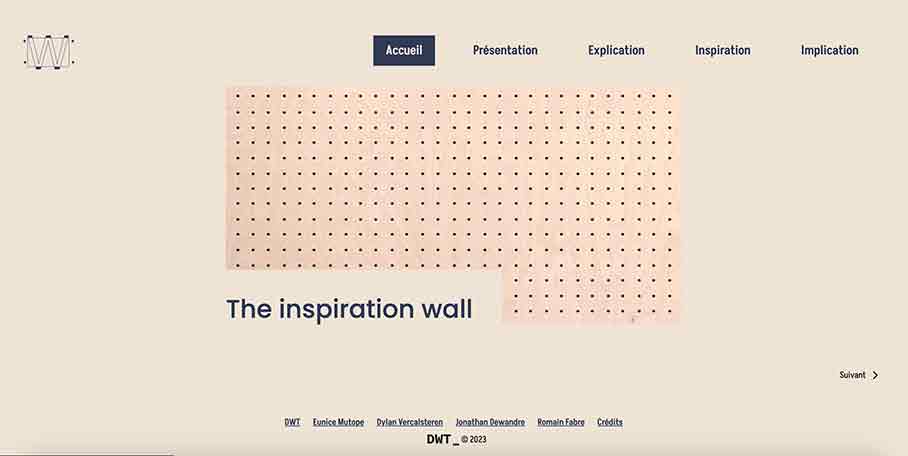 W
Accueil Présentation Explication Inspiration Implication
The inspiration wall
Suivant
DWT Eunice Mutope Dylan Vercalsteren Jonathan Dewandre Romain Fabre Crédits
DWT_ © 2023